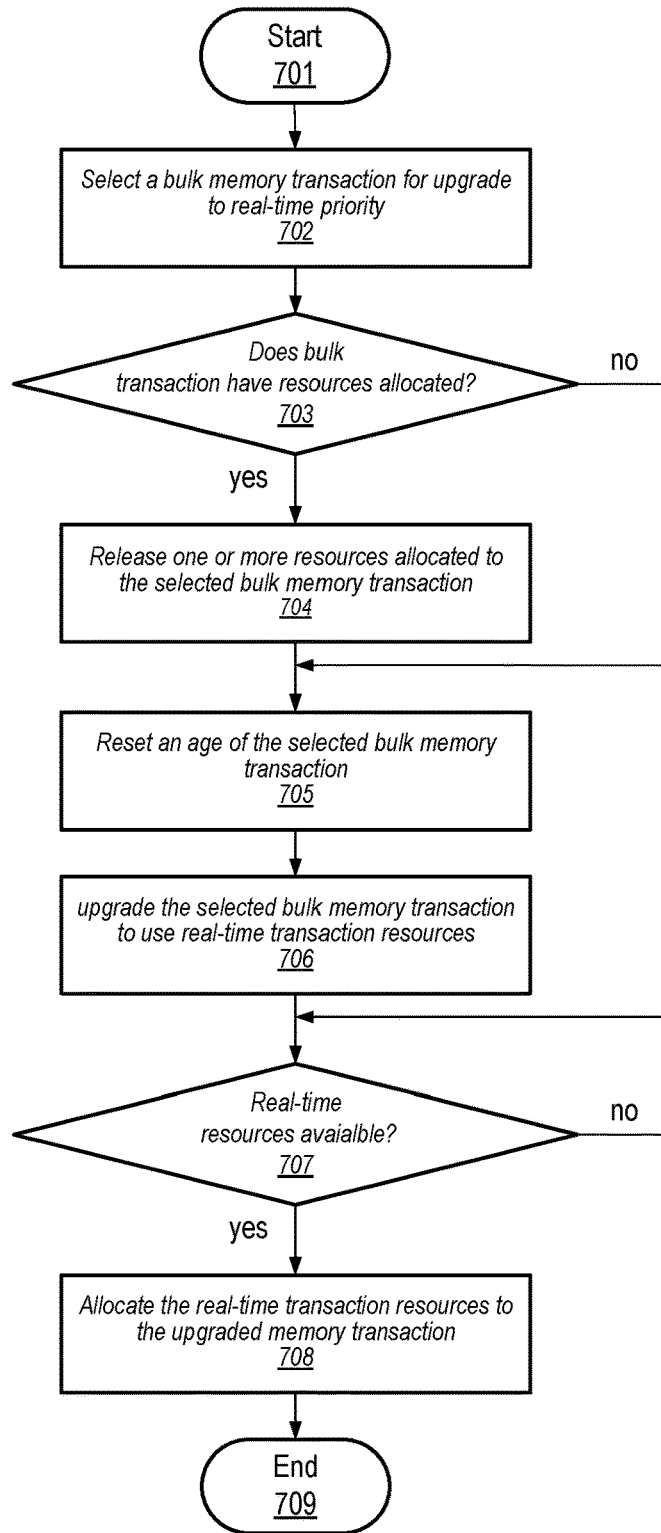 Start
701
Select a bulk memory transaction for upgrade
to real-time priority
702
Does bulk
transaction have resources allocated?
703
no
yes
Release one or more resources allocated to
the selected bulk memory transaction
704
Reset an age of the selected bulk memory
transaction
705
upgrade the selected bulk memory transaction
to use real-time transaction resources
706
Real-time
resources avaialble?
707
no
yes
Allocate the real-time transaction resources to
the upgraded memory transaction
708
End
709